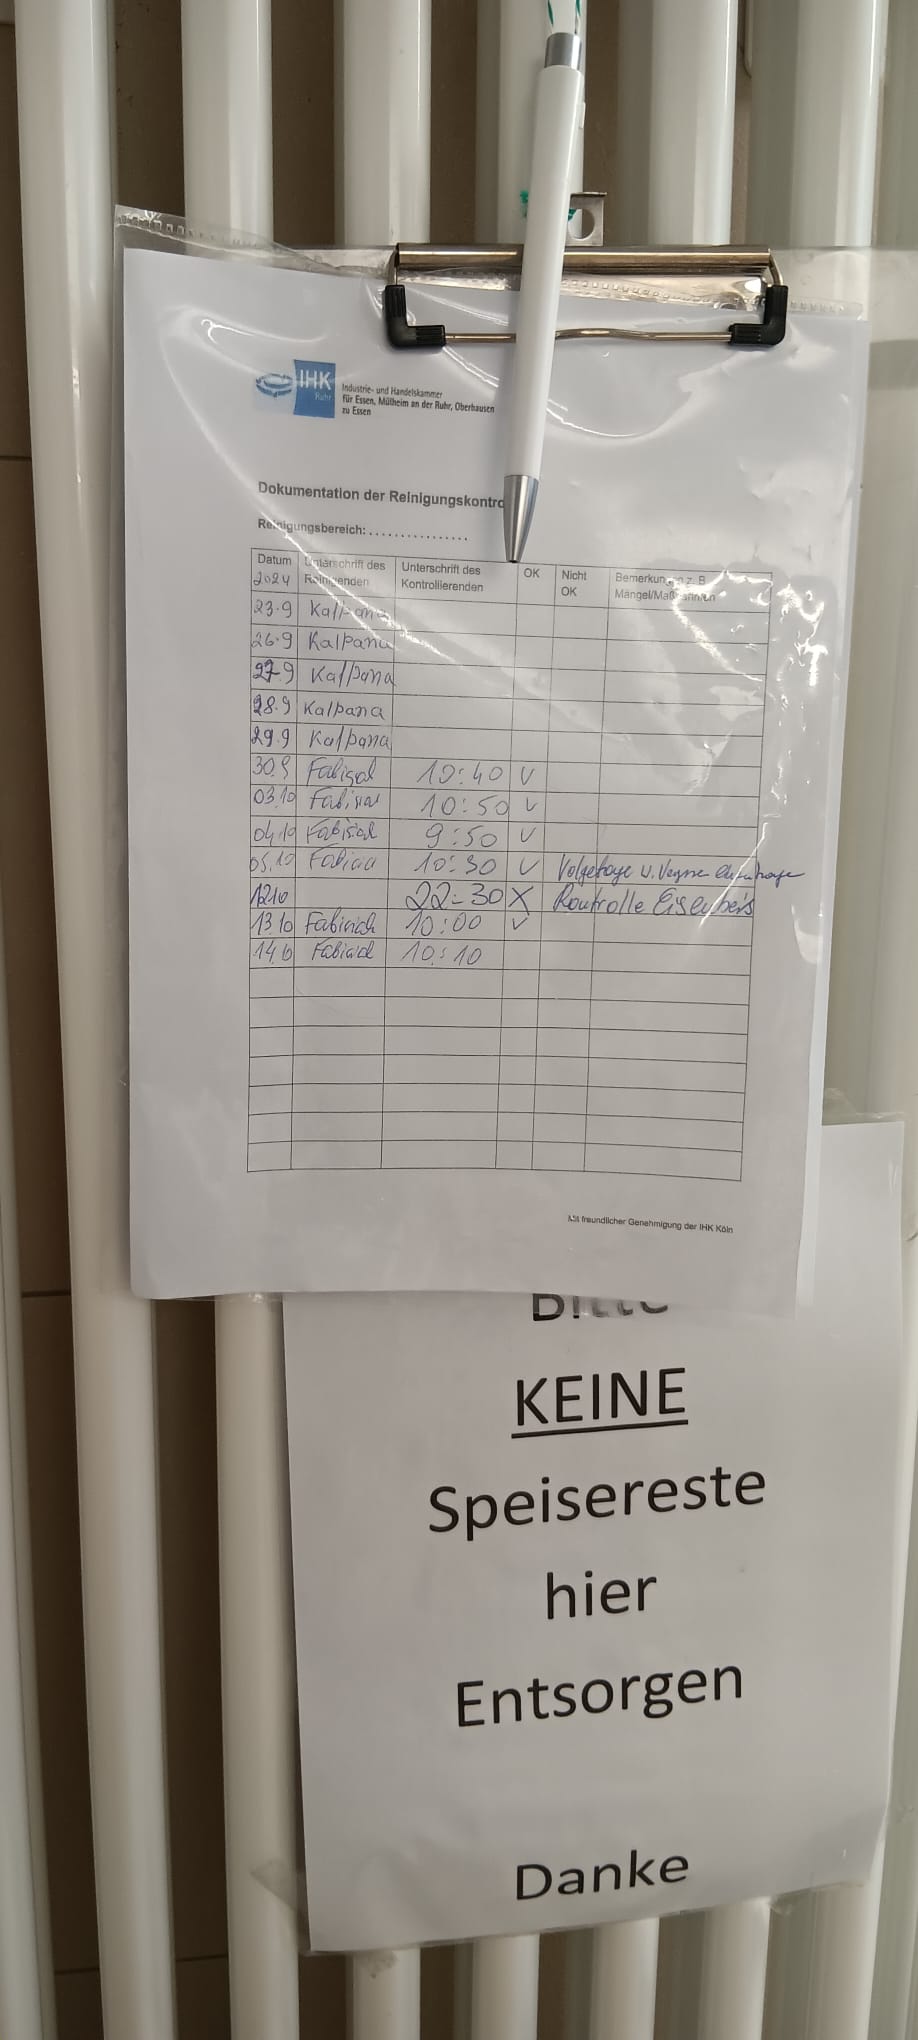 IHK
Ruhr
Industrie- und Handelskammer
für Essen, Mülheim an der Ruhr, Oberhausen
zu Essen
Dokumentation der Reinigungskontro
Reinigungsbereich: . . . . . . . . . . . . . . . .
Datum 2024 Unterschrift des Reinigenden Unterschrift des Kontrollierenden OK Nicht OK Bemerkungen z. B. Mängel/Maßnahmen
23.9 Kalpana
26.9 Kalpana
27.9 Kalpana
28.9 Kalpana
29.9 Kalpana
30.9 10:40 V
03.10 10:50 V
04.10 9:50 V
05.10 10:30 V
12.10 22-30 X Kontrolle
13.10 10:00 V
14.10 10:10
Mit freundlicher Genehmigung der IHK Köln
Bitte
KEINE
Speisereste
hier
Entsorgen
Danke